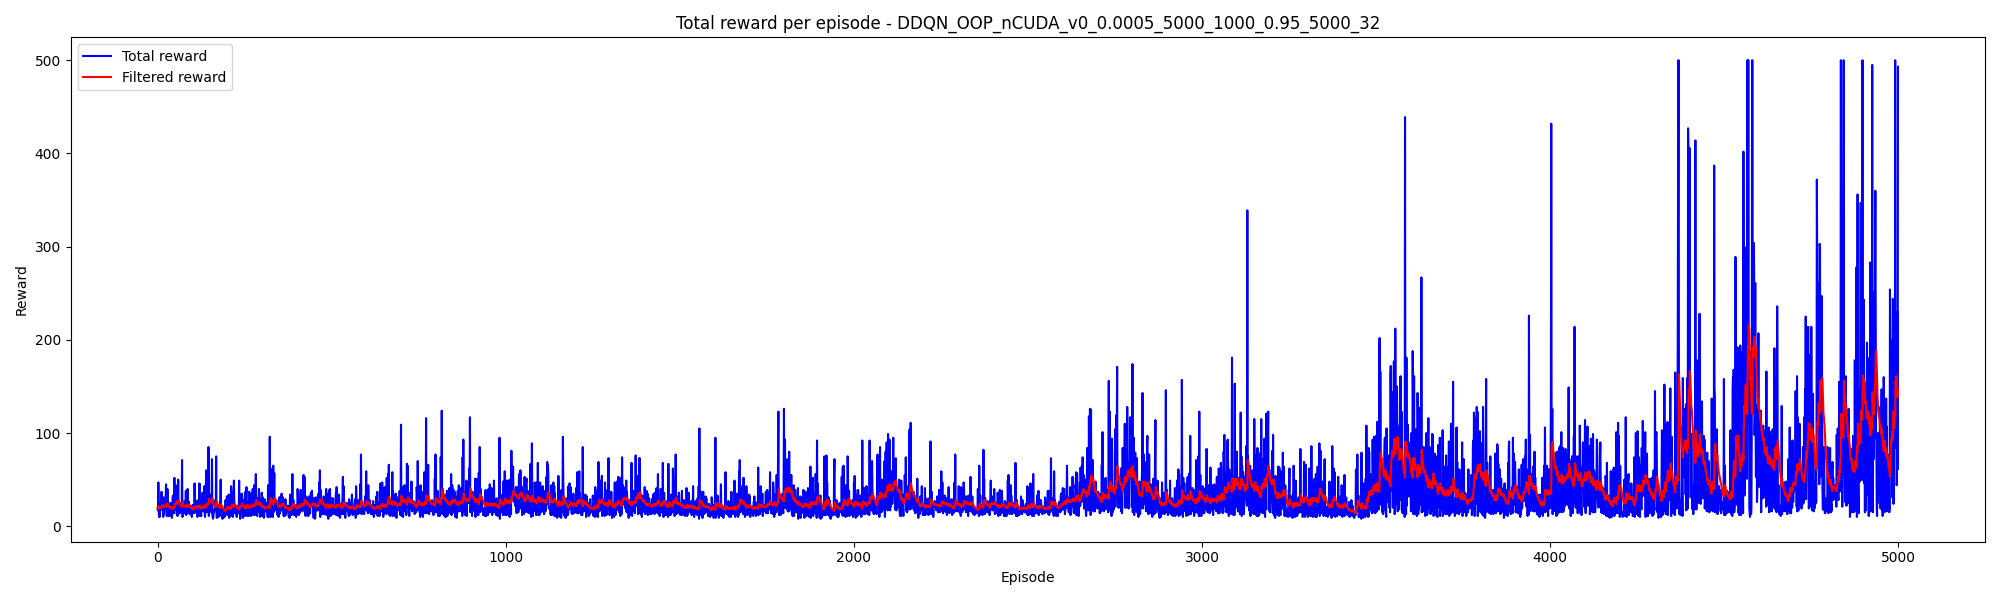 Total reward per episode - DDQN_OOP_nCUDA_v0_0.0005_5000_1000_0.95_5000_32
Total reward
Filtered reward
500
400
300
200
100
0
Reward
0 1000 2000 3000 4000 5000
Episode